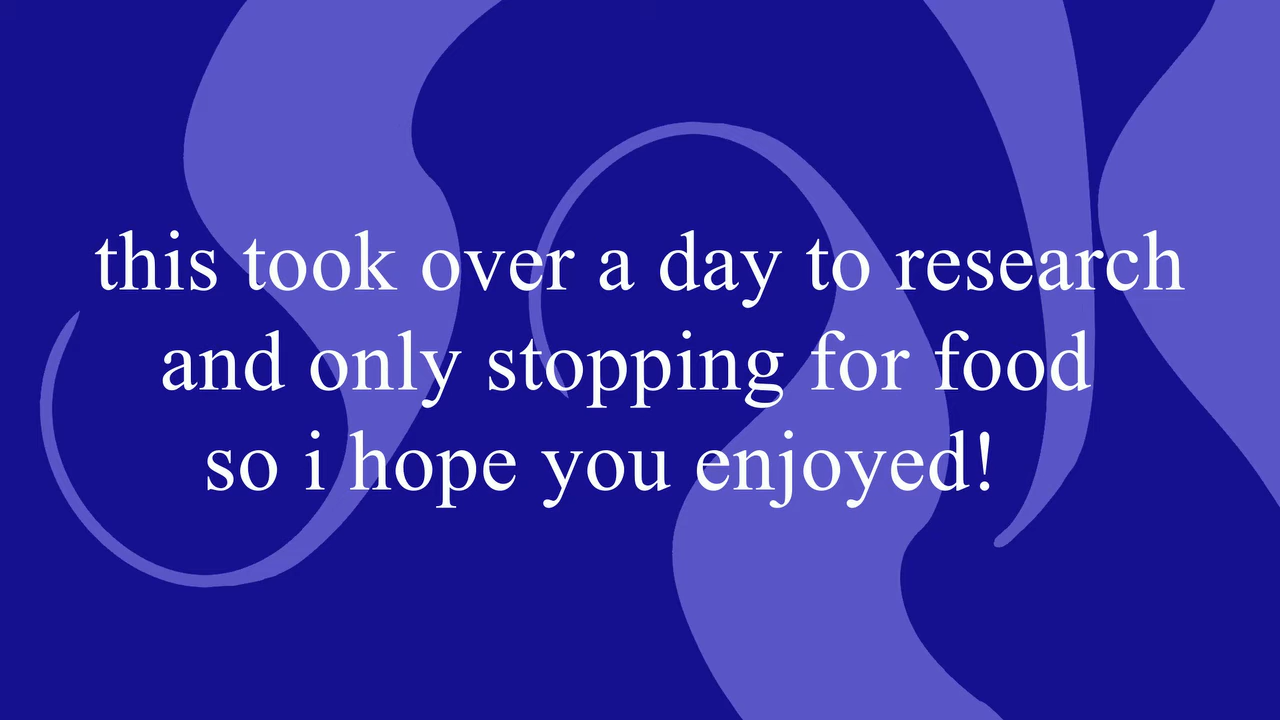 this took over a day to research
and only stopping for food
so i hope you enjoyed!